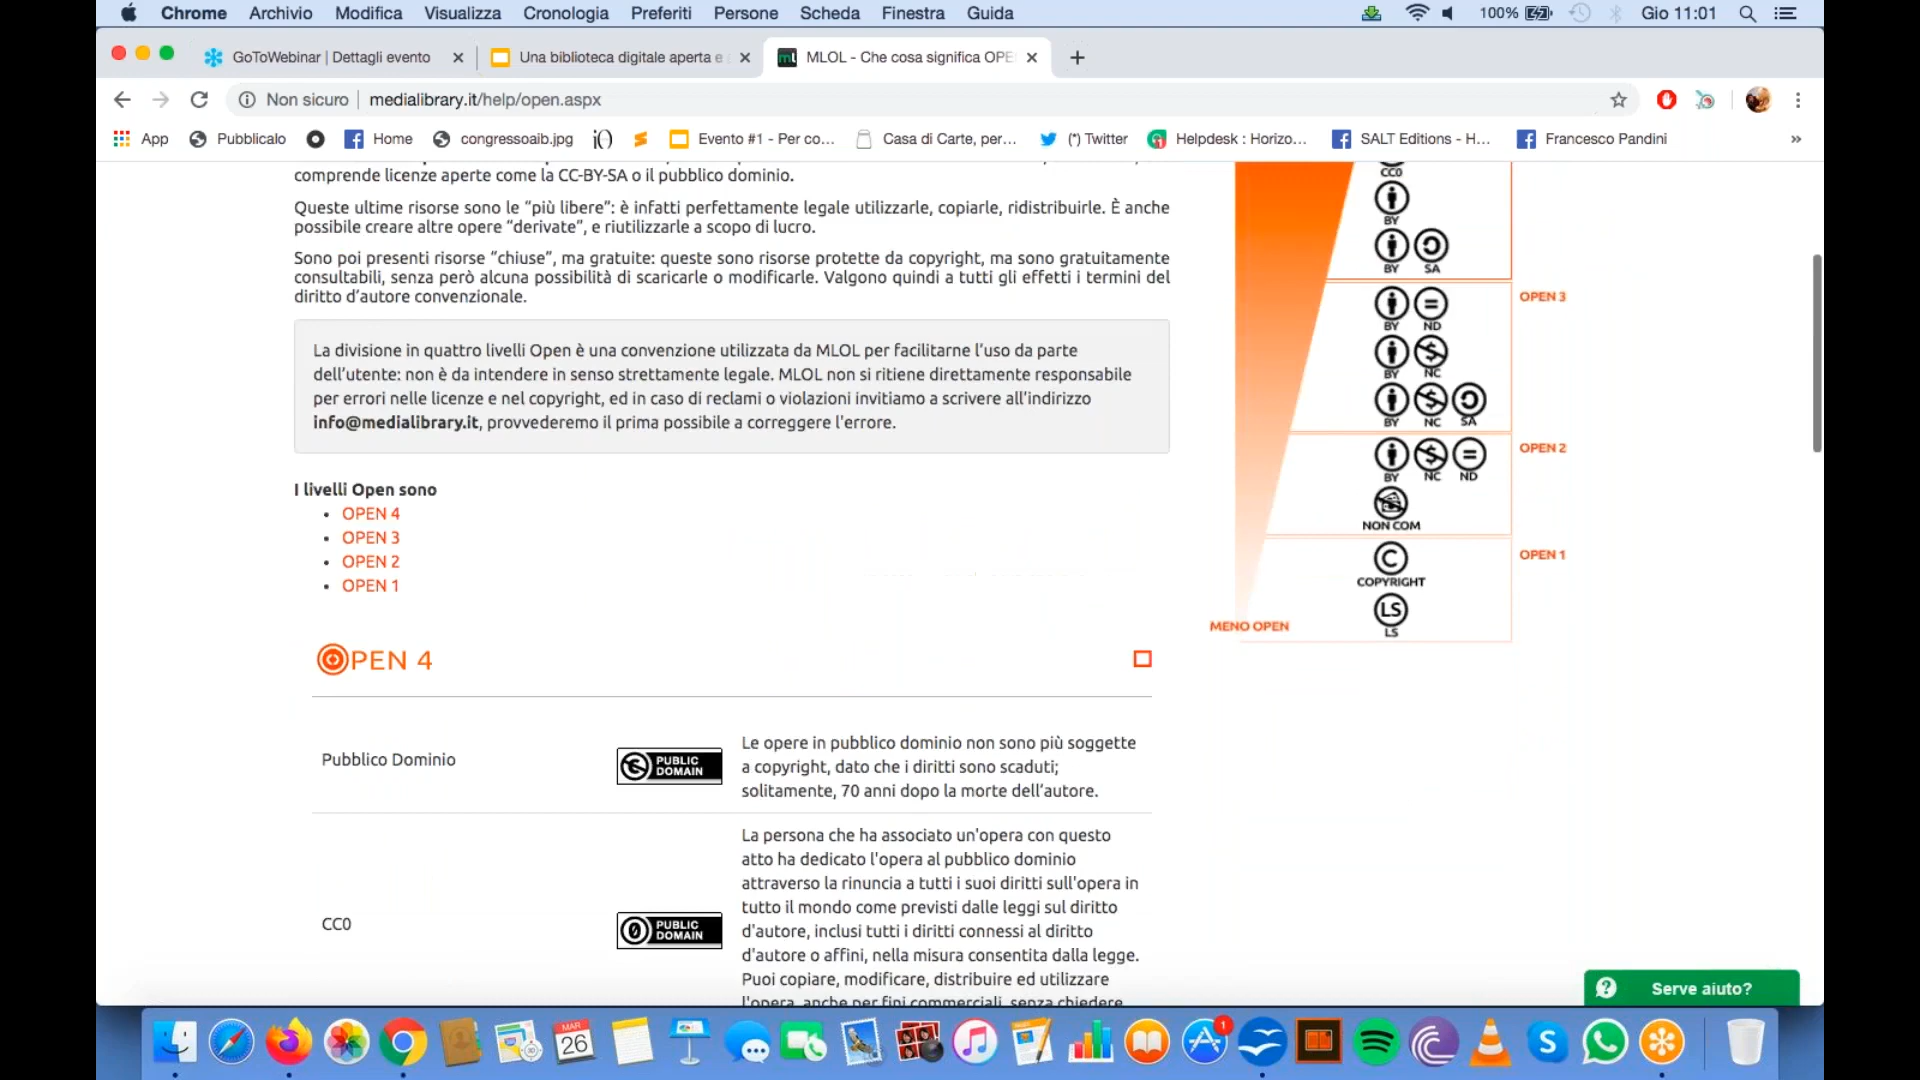 Chrome Archivio Modifica Visualizza Cronologia Preferiti Persone Scheda Finestra Guida 100% Gio 11:01
GoToWebinar | Dettagli evento
Una biblioteca digitale aperta e
MLOL - Che cosa significa OPE
Non sicuro medialibrary.it/help/open.aspx
App Pubblicalo Home congressoaib.jpg Evento #1 - Per co... Casa di Carte, per... (*) Twitter Helpdesk : Horizo... SALT Editions - H... Francesco Pandini »
comprende licenze aperte come la CC-BY-SA o il pubblico dominio.
Queste ultime risorse sono le “più libere”: è infatti perfettamente legale utilizzarle, copiarle, ridistribuirle. È anche
possibile creare altre opere “derivate”, e riutilizzarle a scopo di lucro.
Sono poi presenti risorse “chiuse”, ma gratuite: queste sono risorse protette da copyright, ma sono gratuitamente
consultabili, senza però alcuna possibilità di scaricarle o modificarle. Valgono quindi a tutti gli effetti i termini del
diritto d’autore convenzionale.
La divisione in quattro livelli Open è una convenzione utilizzata da MLOL per facilitarne l’uso da parte
dell’utente: non è da intendere in senso strettamente legale. MLOL non si ritiene direttamente responsabile
per errori nelle licenze e nel copyright, ed in caso di reclami o violazioni invitiamo a scrivere all’indirizzo
info@medialibrary.it, provvederemo il prima possibile a correggere l'errore.
I livelli Open sono
• OPEN 4
• OPEN 3
• OPEN 2
• OPEN 1
OPEN 4
Pubblico Dominio
PUBLIC
DOMAIN
Le opere in pubblico dominio non sono più soggette
a copyright, dato che i diritti sono scaduti;
solitamente, 70 anni dopo la morte dell’autore.
CC0
PUBLIC
DOMAIN
La persona che ha associato un'opera con questo
atto ha dedicato l'opera al pubblico dominio
attraverso la rinuncia a tutti i suoi diritti sull'opera in
tutto il mondo come previsti dalle leggi sul diritto
d'autore, inclusi tutti i diritti connessi al diritto
d'autore o affini, nella misura consentita dalla legge.
Puoi copiare, modificare, distribuire ed utilizzare
l'opera, anche per fini commerciali, senza chiedere
CC0
BY
BY SA
OPEN 3
BY ND
BY NC
BY NC SA
OPEN 2
BY NC ND
NON COM
OPEN 1
COPYRIGHT
LS
LS
MENO OPEN
Serve aiuto?
MAR
26
1